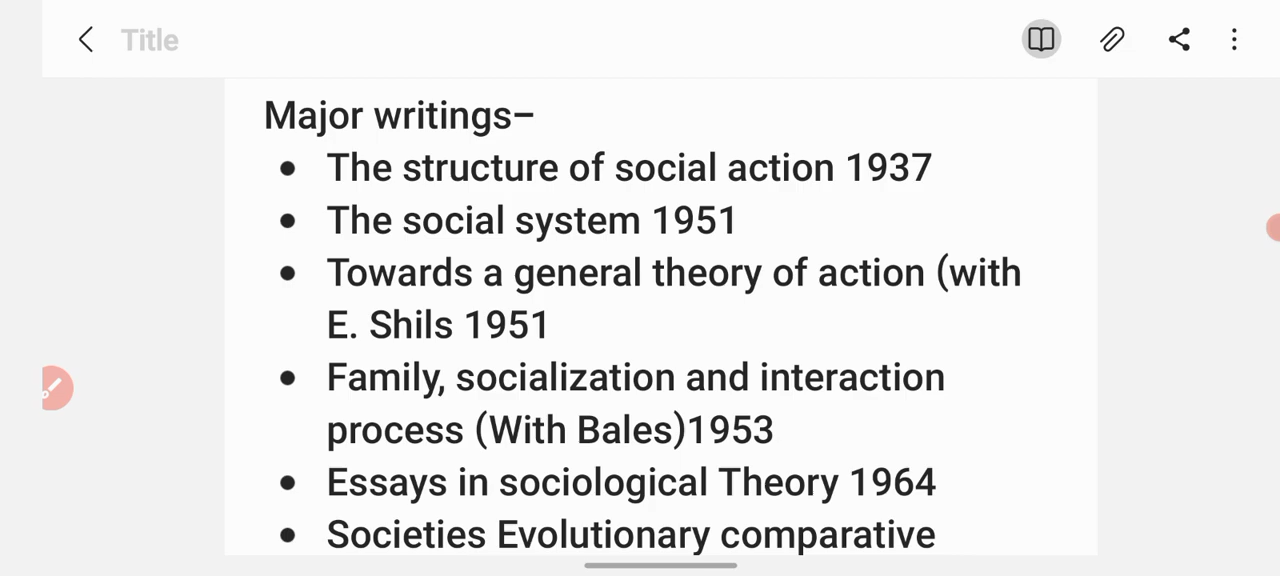 Title
Major writings–
• The structure of social action 1937
• The social system 1951
• Towards a general theory of action (with
E. Shils 1951
• Family, socialization and interaction
process (With Bales)1953
• Essays in sociological Theory 1964
• Societies Evolutionary comparative